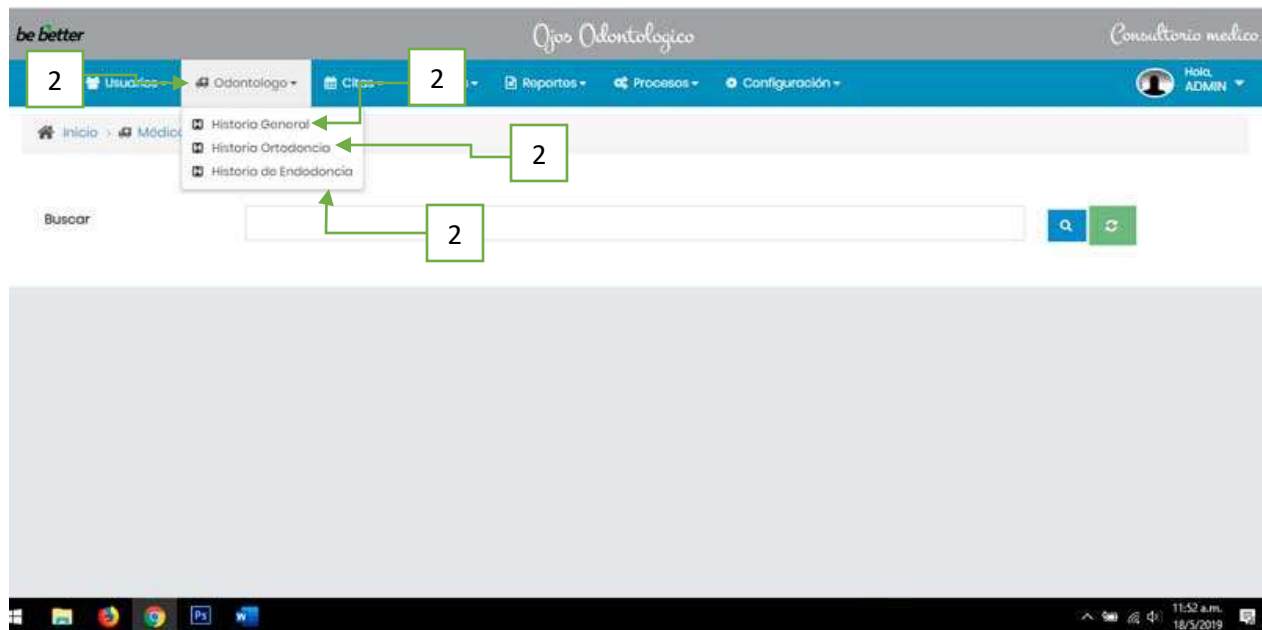 be better
Ojos Odontologico
Consultorio medico
2
Usuarios
Odontologo
Citas
2
Reportes
Procesos
Configuración
Hola,
ADMIN
Inicio > Médico
Historia General
Historia Ortodoncia
Historia de Endodoncia
2
2
Buscar
11:52 a.m.
18/5/2019